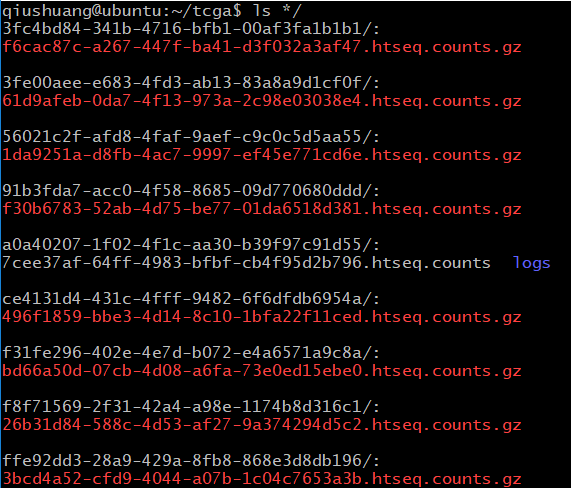 qiushuang@ubuntu:~/tcga$ ls */
3fc4bd84-341b-4716-bfb1-00af3fa1b1b1/:
f6cac87c-a267-447f-ba41-d3f032a3af47.htseq.counts.gz
3fe00aee-e683-4fd3-ab13-83a8a9d1cf0f/:
61d9afeb-0da7-4f13-973a-2c98e03038e4.htseq.counts.gz
56021c2f-afd8-4faf-9aef-c9c0c5d5aa55/:
1da9251a-d8fb-4ac7-9997-ef45e771cd6e.htseq.counts.gz
91b3fda7-acc0-4f58-8685-09d770680ddd/:
f30b6783-52ab-4d75-be77-01da6518d381.htseq.counts.gz
a0a40207-1f02-4f1c-aa30-b39f97c91d55/:
7cee37af-64ff-4983-bfbf-cb4f95d2b796.htseq.counts  logs
ce4131d4-431c-4fff-9482-6f6dfdb6954a/:
496f1859-bbe3-4d14-8c10-1bfa22f11ced.htseq.counts.gz
f31fe296-402e-4e7d-b072-e4a6571a9c8a/:
bd66a50d-07cb-4d08-a6fa-73e0ed15ebe0.htseq.counts.gz
f8f71569-2f31-42a4-a98e-1174b8d316c1/:
26b31d84-588c-4d53-af27-9a374294d5c2.htseq.counts.gz
ffe92dd3-28a9-429a-8fb8-868e3d8db196/:
3bcd4a52-cfd9-4044-a07b-1c04c7653a3b.htseq.counts.gz